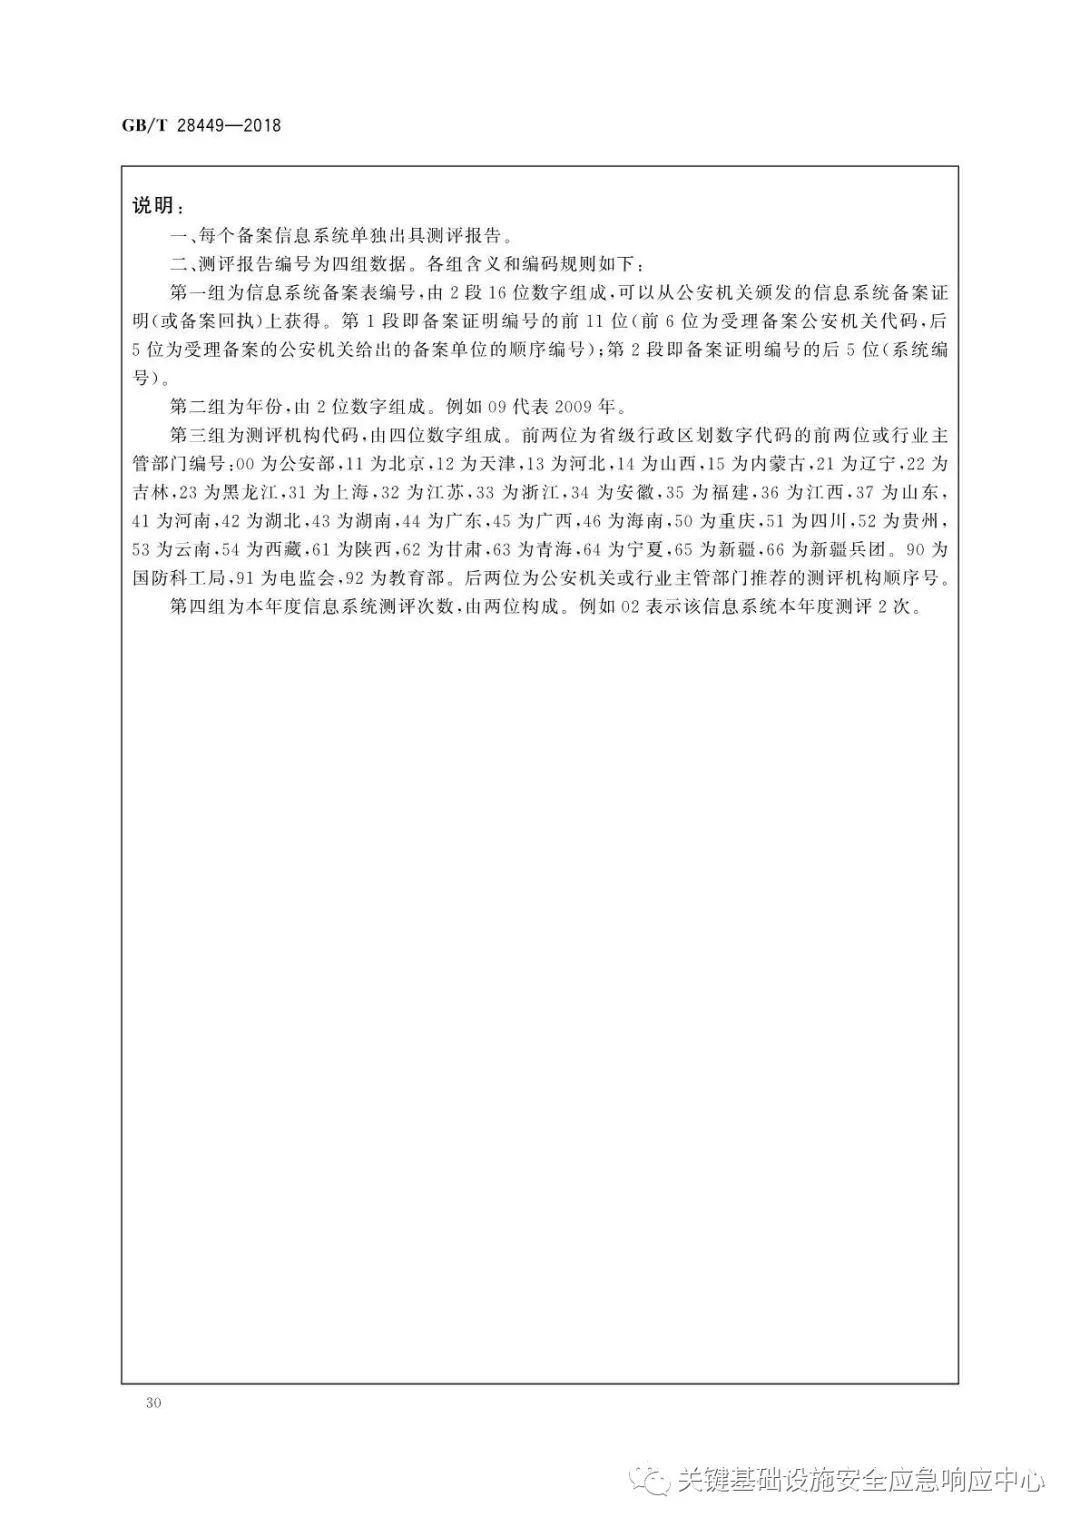 GB/T 28449—2018
说明：
一、每个备案信息系统单独出具测评报告。
二、测评报告编号为四组数据。各组含义和编码规则如下：
第一组为信息系统备案表编号,由 2 段 16 位数字组成,可以从公安机关颁发的信息系统备案证
明(或备案回执)上获得。第 1 段即备案证明编号的前 11 位(前 6 位为受理备案公安机关代码,后
5 位为受理备案的公安机关给出的备案单位的顺序编号);第 2 段即备案证明编号的后 5 位(系统编
号)。
第二组为年份,由 2 位数字组成。例如 09 代表 2009 年。
第三组为测评机构代码,由四位数字组成。前两位为省级行政区划数字代码的前两位或行业主
管部门编号:00 为公安部,11 为北京,12 为天津,13 为河北,14 为山西,15 为内蒙古,21 为辽宁,22 为
吉林,23 为黑龙江,31 为上海,32 为江苏,33 为浙江,34 为安徽,35 为福建,36 为江西,37 为山东,
41 为河南,42 为湖北,43 为湖南,44 为广东,45 为广西,46 为海南,50 为重庆,51 为四川,52 为贵州,
53 为云南,54 为西藏,61 为陕西,62 为甘肃,63 为青海,64 为宁夏,65 为新疆,66 为新疆兵团。90 为
国防科工局,91 为电监会,92 为教育部。后两位为公安机关或行业主管部门推荐的测评机构顺序号。
第四组为本年度信息系统测评次数,由两位构成。例如 02 表示该信息系统本年度测评 2 次。
30
关键基础设施安全应急响应中心